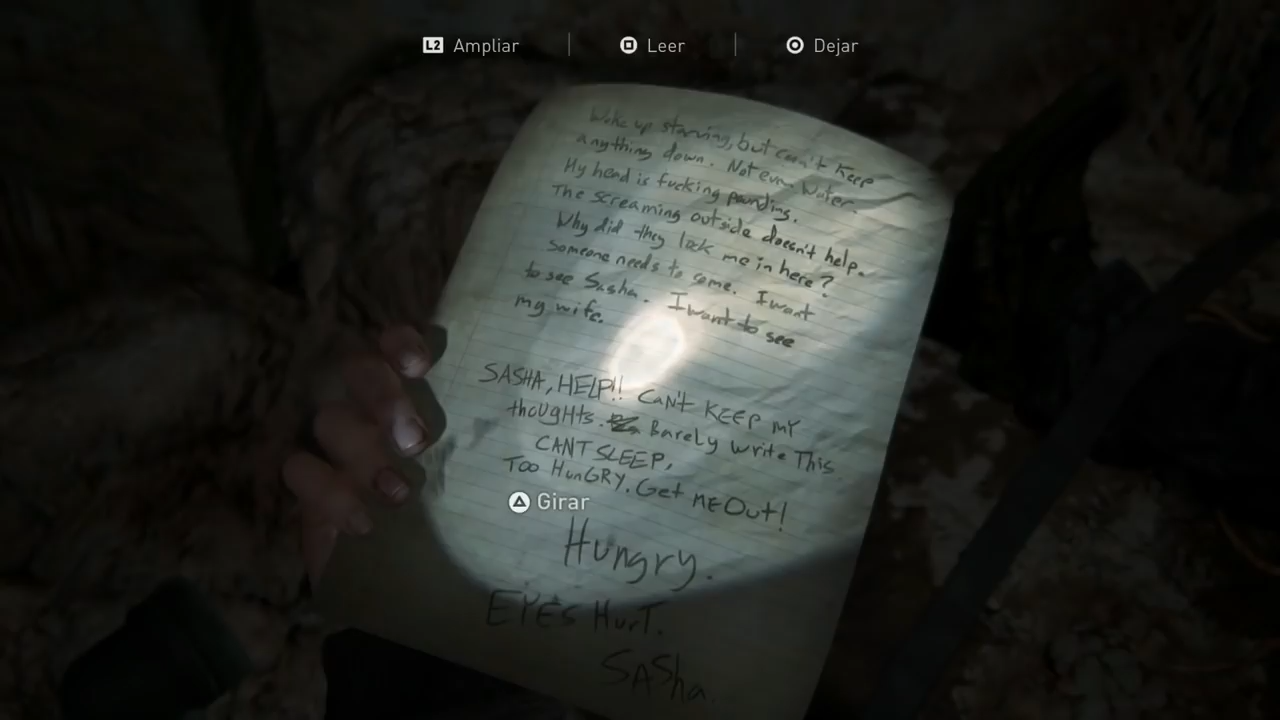 L2 Ampliar
Leer
Dejar
Woke up starving, but can't keep
anything down. Not even water.
My head is fucking pounding.
The screaming outside doesn't help.
Why did they lock me in here?
Someone needs to come. I want
to see Sasha. I want to see
my wife.
SASHA, HELP!! CAN'T KEEP MY
THOUGHTS. Barely write This
CANT SLEEP,
TOO HUNGRY. Get ME Out!
Girar
Hungry.
EYES HURT.
SASha.